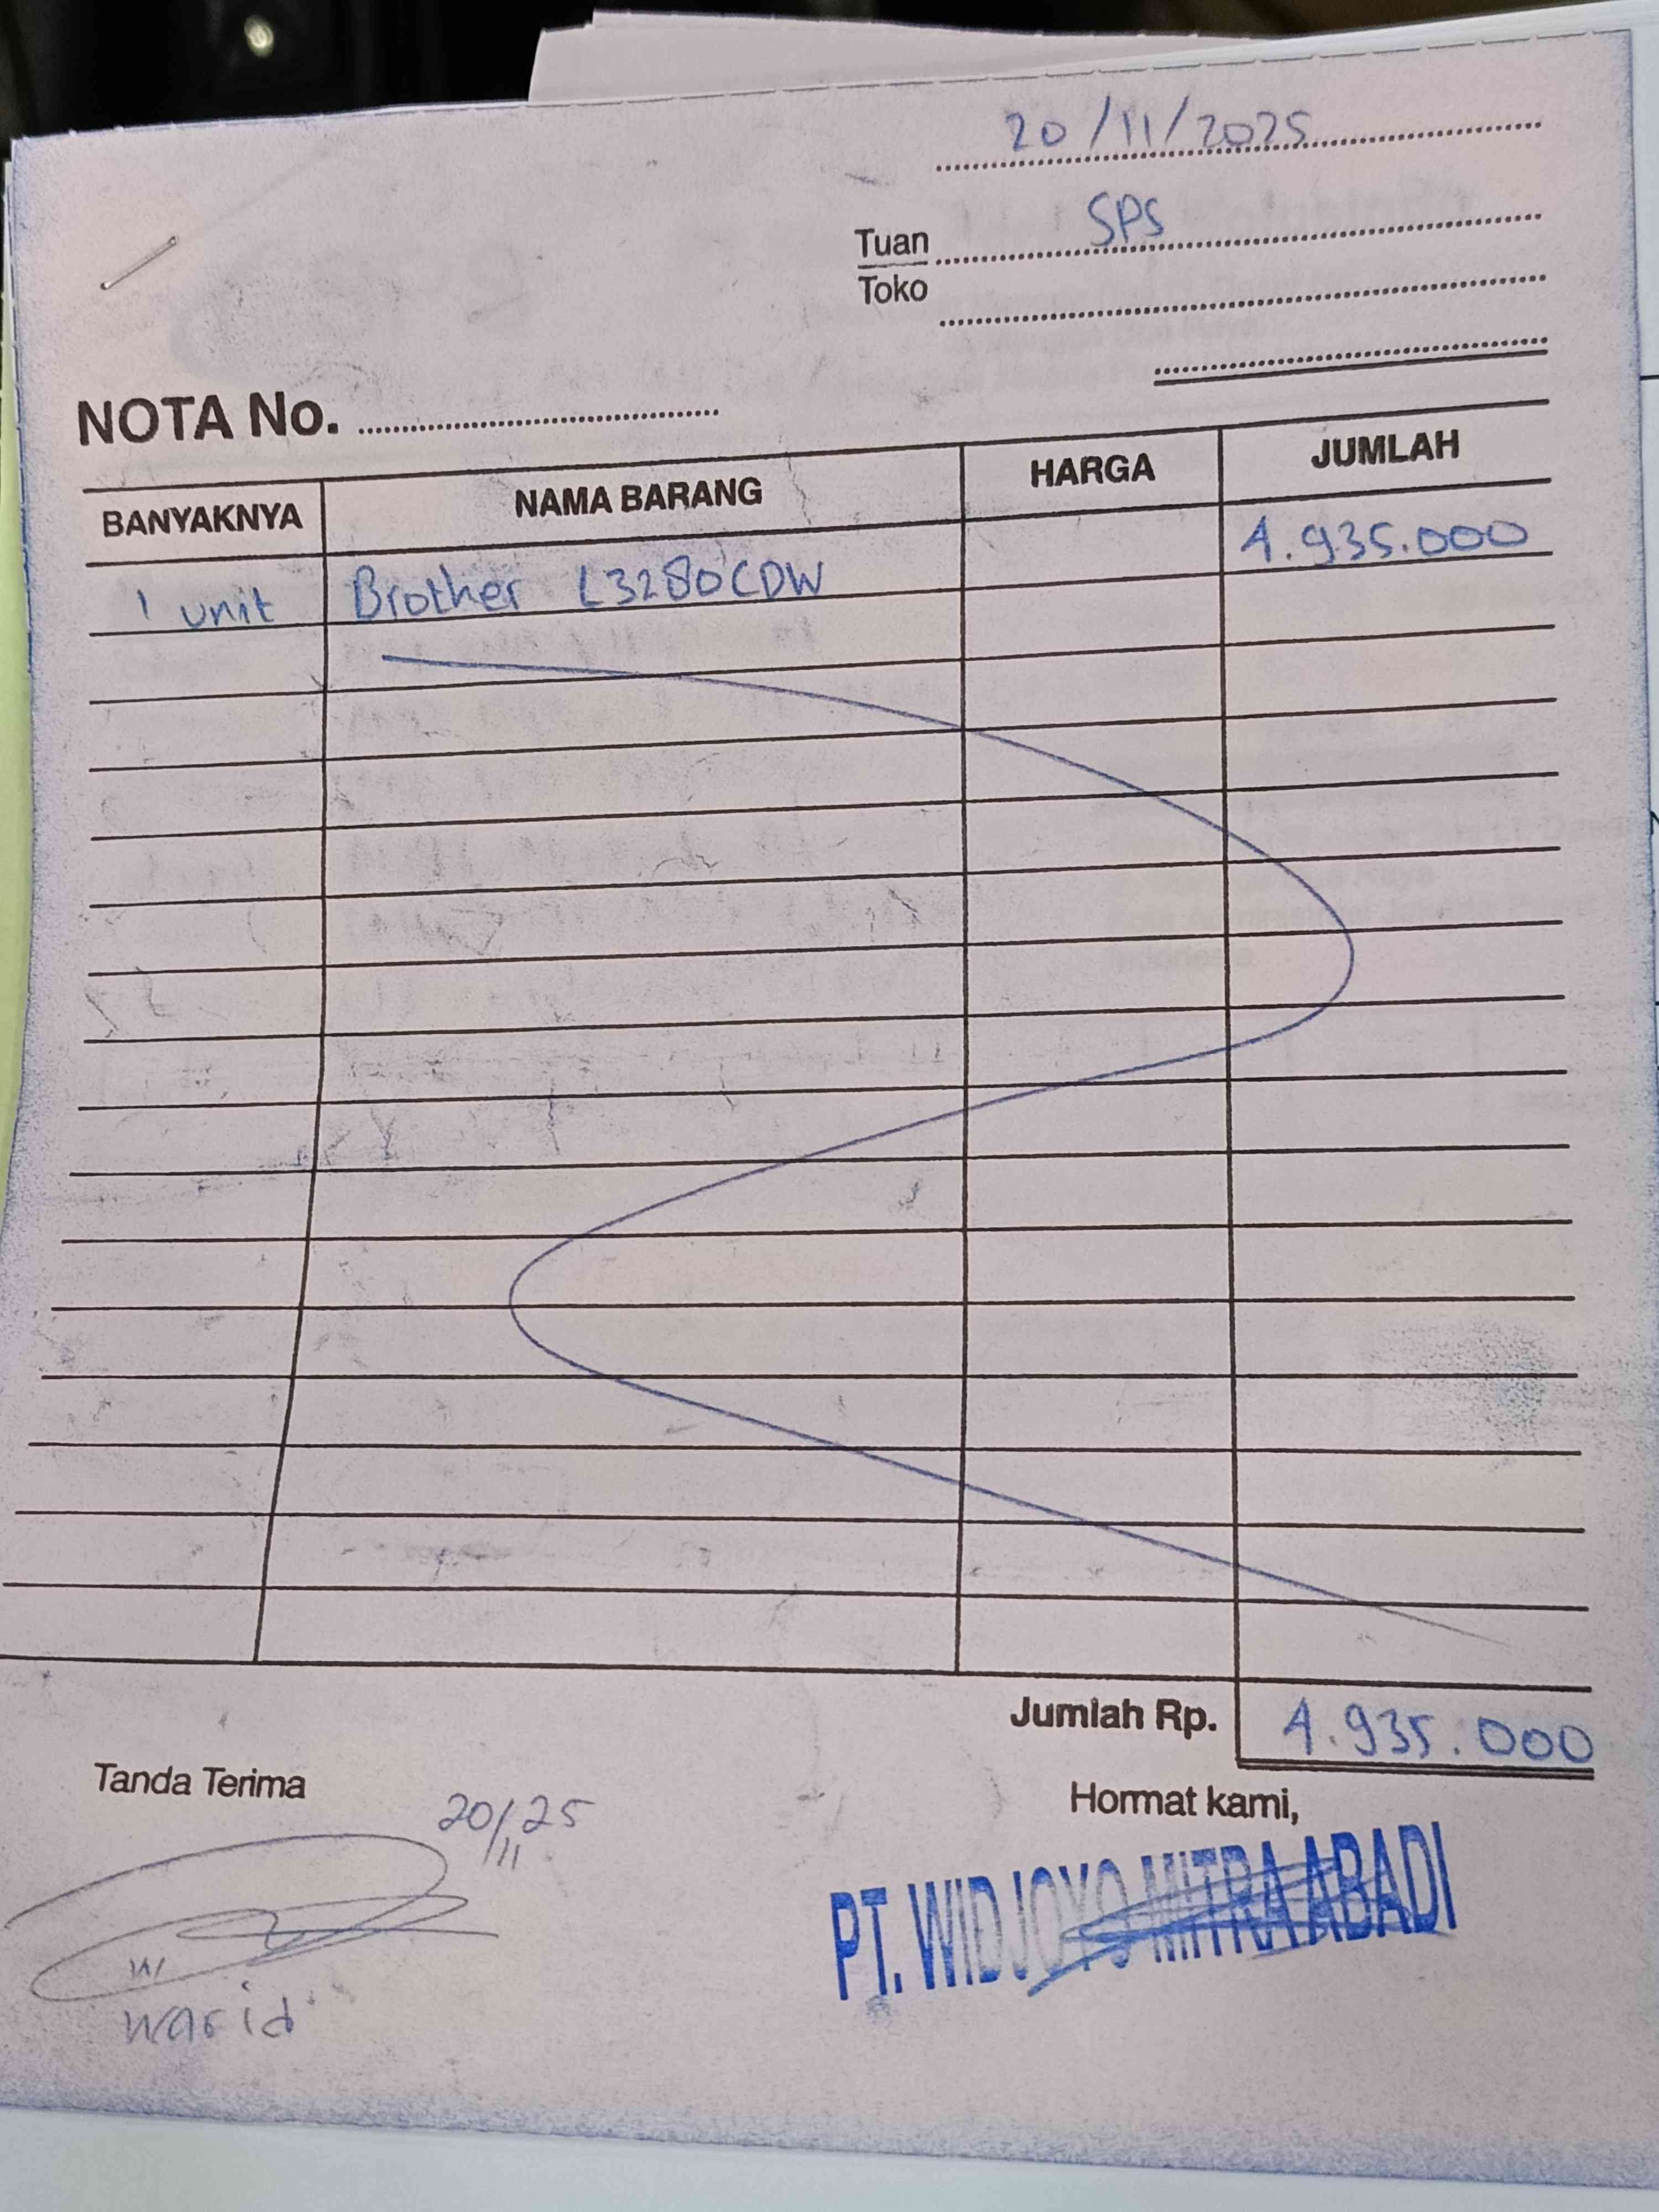 20/11/2025
Tuan SPS
Toko
NOTA No.
BANYAKNYA NAMA BARANG HARGA JUMLAH
1 unit Brother L3280CDW 4.935.000
Jumlah Rp. 4.935.000
Tanda Terima Hormat kami,
20/11 25
PT. WIDJOYO MITRA ABADI
warid